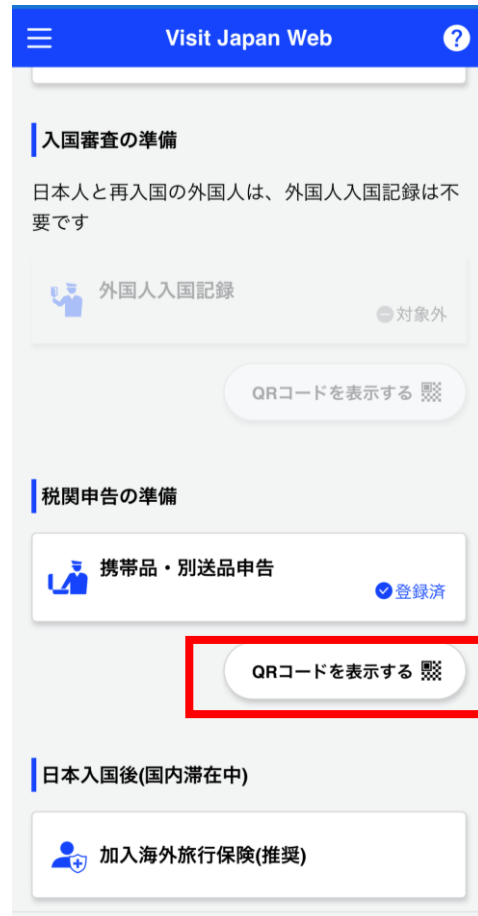 Visit Japan Web
?
入国審査の準備
日本人と再入国の外国人は、外国人入国記録は不
要です
外国人入国記録
対象外
QRコードを表示する
税関申告の準備
携帯品・別送品申告
登録済
QRコードを表示する
日本入国後(国内滞在中)
加入海外旅行保険(推奨)